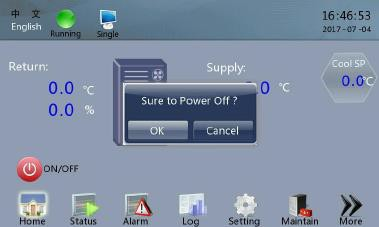 中 文
English
Running
Single
16:46:53
2017-07-04
Return:
0.0 ℃
0.0 %
Supply:
.0 ℃
Cool SP
0.0℃
Sure to Power Off ?
OK
Cancel
ON/OFF
Home
Status
Alarm
Log
Setting
Maintain
More